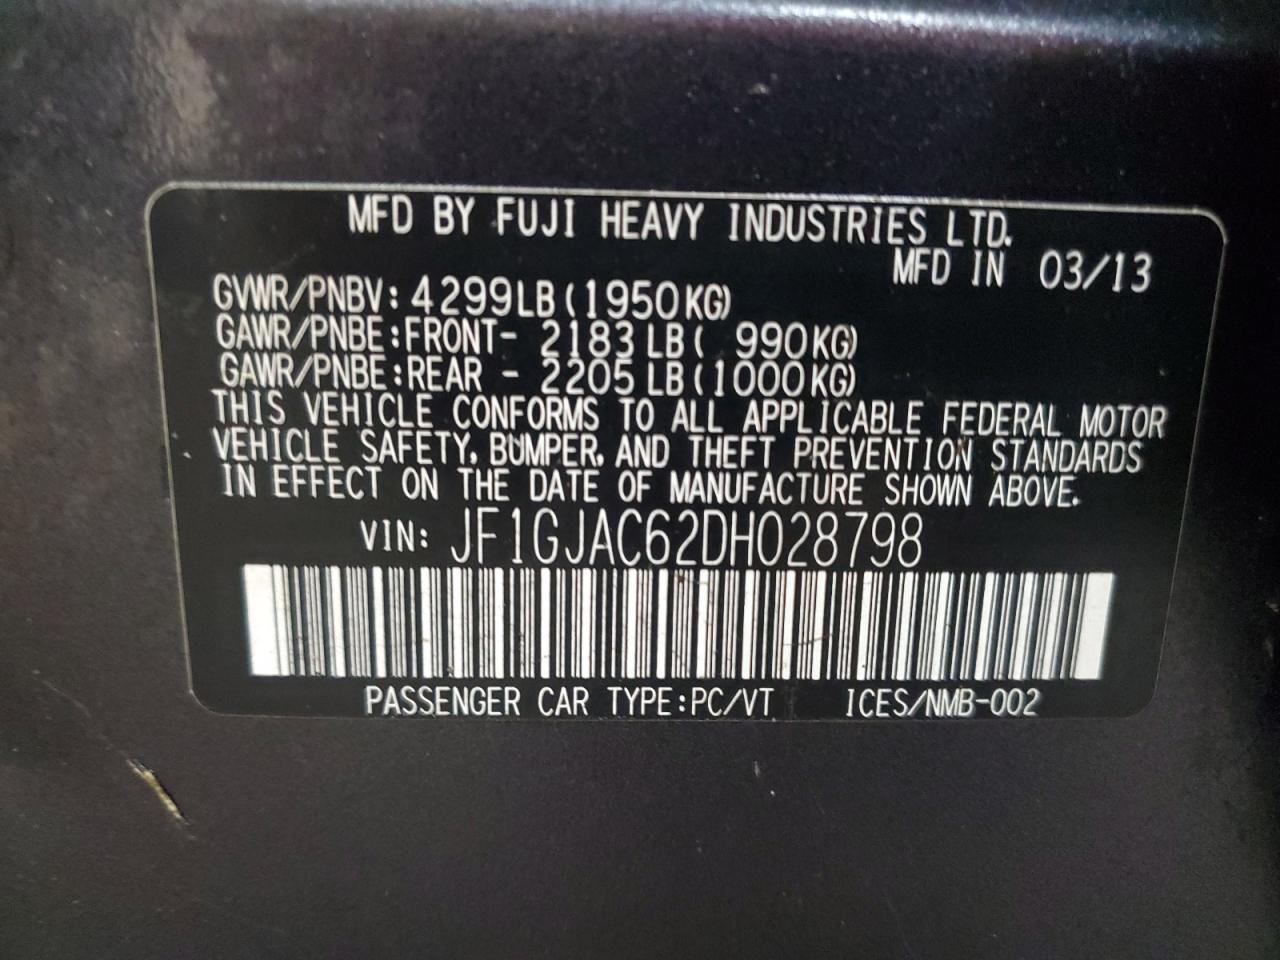 MFD BY FUJI HEAVY INDUSTRIES LTD.
MFD IN 03/13
GVWR/PNBV: 4299LB(1950KG)
GAWR/PNBE:FRONT- 2183LB( 990KG)
GAWR/PNBE:REAR - 2205LB(1000KG)
THIS VEHICLE CONFORMS TO ALL APPLICABLE FEDERAL MOTOR
VEHICLE SAFETY, BUMPER, AND THEFT PREVENTION STANDARDS
IN EFFECT ON THE DATE OF MANUFACTURE SHOWN ABOVE.
VIN: JF1GJAC62DH028798
PASSENGER CAR TYPE:PC/VT ICES/NMB-002